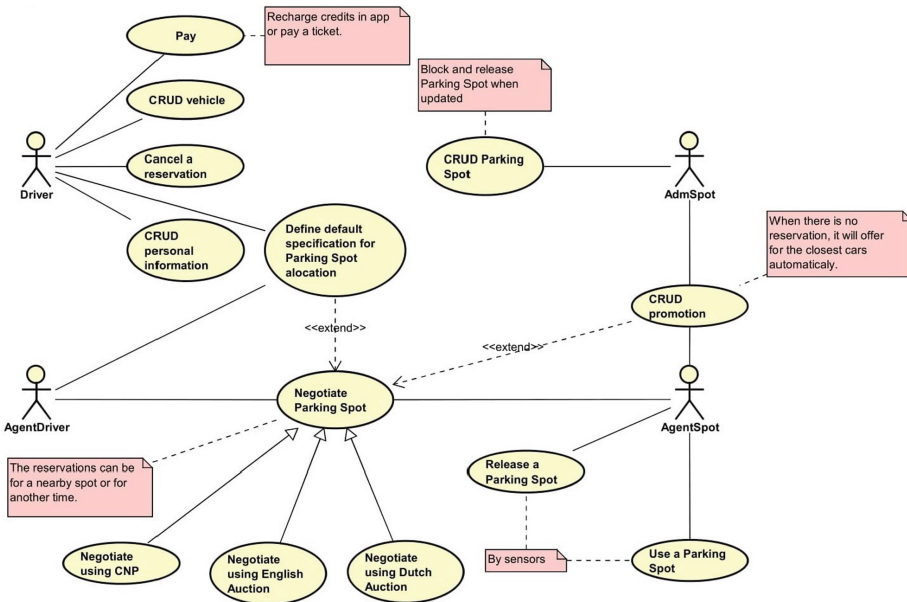 Pay
Recharge credits in app
or pay a ticket.
Block and release
Parking Spot when
updated
CRUD vehicle
Driver
Cancel a
reservation
CRUD Parking
Spot
AdmSpot
CRUD
personal
information
Define default
specification for
Parking Spot
alocation
When there is no
reservation, it will offer
for the closest cars
automaticaly.
CRUD
promotion
<<extend>>
<<extend>>
AgentDriver
Negotiate
Parking Spot
AgentSpot
The reservations can be
for a nearby spot or for
another time.
Release a
Parking Spot
Negotiate
using CNP
Negotiate
using English
Auction
Negotiate
using Dutch
Auction
By sensors
Use a Parking
Spot